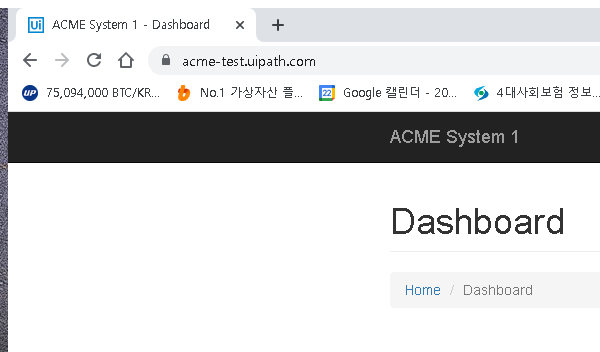 Ui ACME System 1 - Dashboard
acme-test.uipath.com
UP 75,094,000 BTC/KR... No.1 가상자산 플... 22 Google 캘린더 - 20... 4대사회보험 정보...
ACME System 1
Dashboard
Home / Dashboard